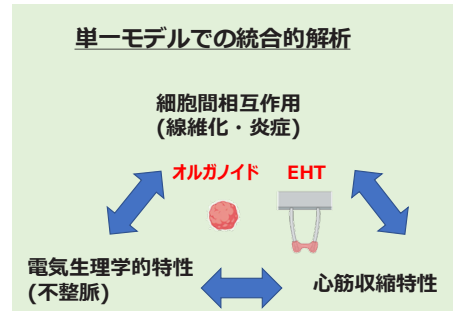 単一モデルでの統合的解析
細胞間相互作用
(線維化・炎症)
オルガノイド EHT
電気生理学的特性
(不整脈)
心筋収縮特性